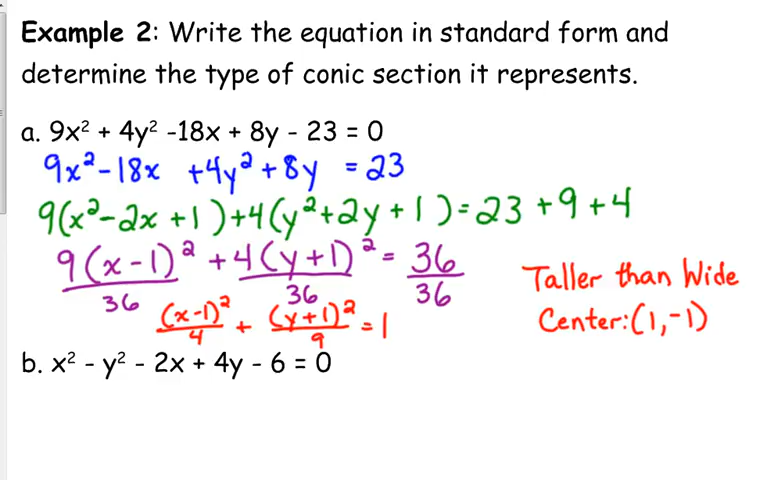 Example 2: Write the equation in standard form and
determine the type of conic section it represents.
a. 9x² + 4y² -18x + 8y - 23 = 0
9x² - 18x + 4y² + 8y = 23
9(x² - 2x + 1) + 4(y² + 2y + 1) = 23 + 9 + 4
9(x - 1)²/36 + 4(y + 1)²/36 = 36/36
(x - 1)²/4 + (y + 1)²/9 = 1
Taller than Wide
Center: (1, -1)
b. x² - y² - 2x + 4y - 6 = 0